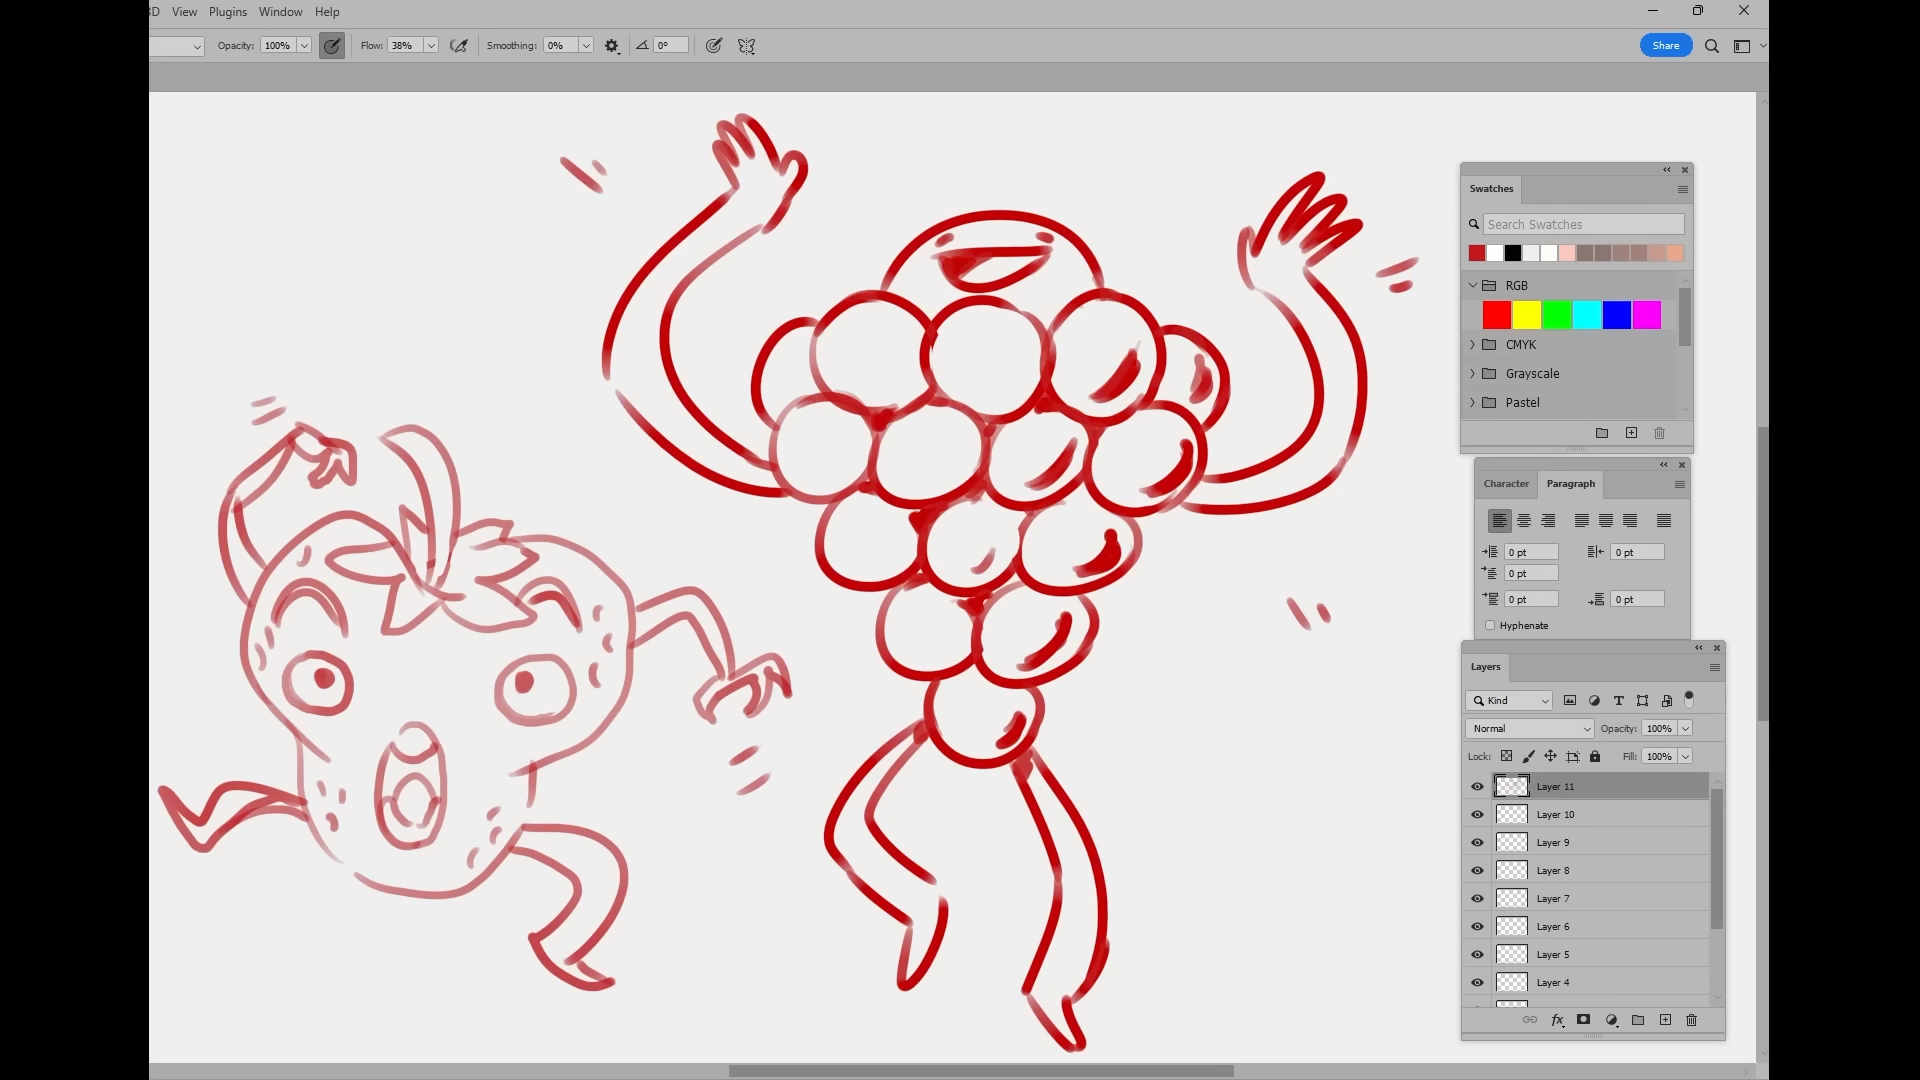 3D View Plugins Window Help
Opacity: 100% Flow: 38% Smoothing: 0% 0°
Share
Swatches
Search Swatches
RGB
CMYK
Grayscale
Pastel
Character Paragraph
0 pt 0 pt
0 pt
0 pt 0 pt
Hyphenate
Layers
Kind
Normal Opacity: 100%
Lock: Fill: 100%
Layer 11
Layer 10
Layer 9
Layer 8
Layer 7
Layer 6
Layer 5
Layer 4